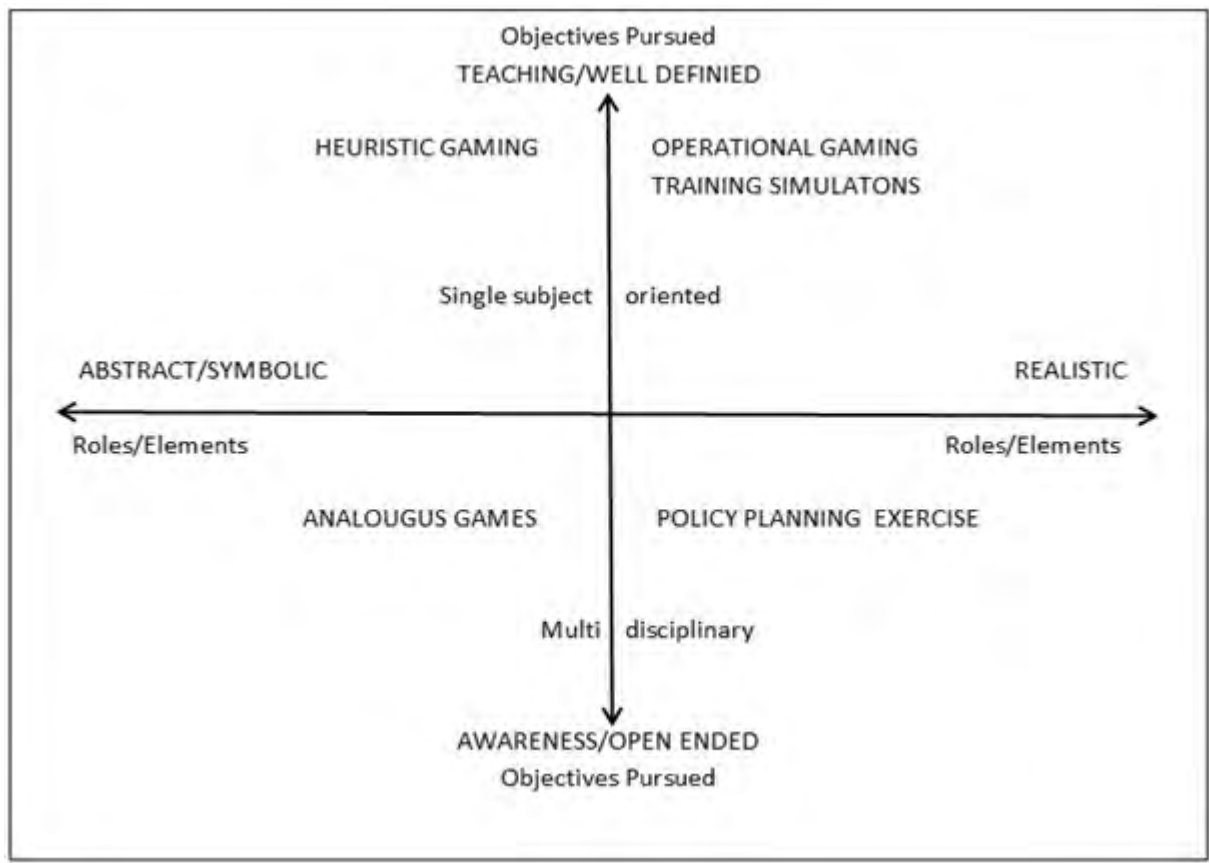 Objectives Pursued
TEACHING/WELL DEFINIED
HEURISTIC GAMING
OPERATIONAL GAMING
TRAINING SIMULATONS
Single subject oriented
ABSTRACT/SYMBOLIC
REALISTIC
Roles/Elements
Roles/Elements
ANALOUGUS GAMES
POLICY PLANNING EXERCISE
Multi disciplinary
AWARENESS/OPEN ENDED
Objectives Pursued